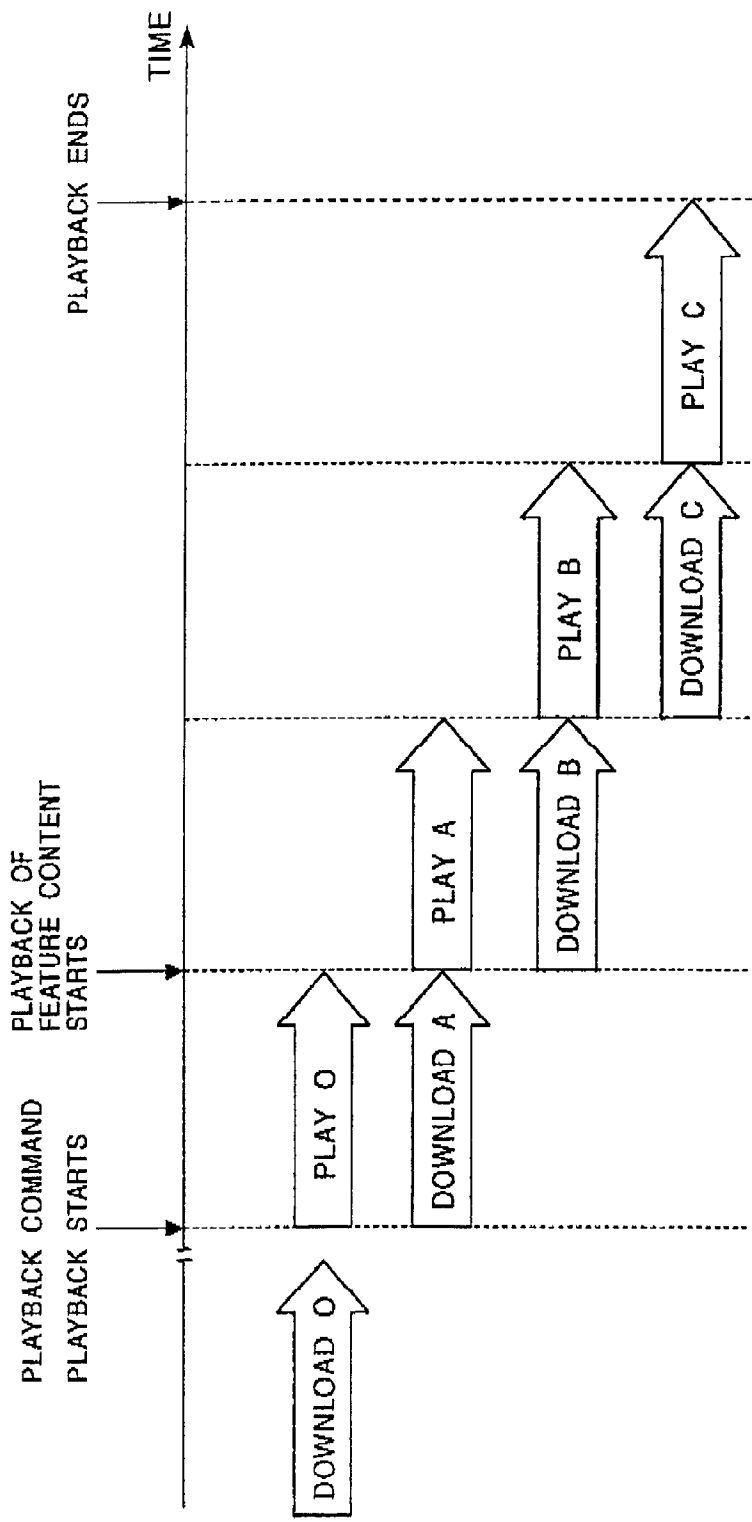 PLAYBACK COMMAND
PLAYBACK STARTS
PLAYBACK OF
FEATURE CONTENT
STARTS
PLAYBACK ENDS
TIME
DOWNLOAD O
PLAY O
DOWNLOAD A
PLAY A
DOWNLOAD B
PLAY B
DOWNLOAD C
PLAY C